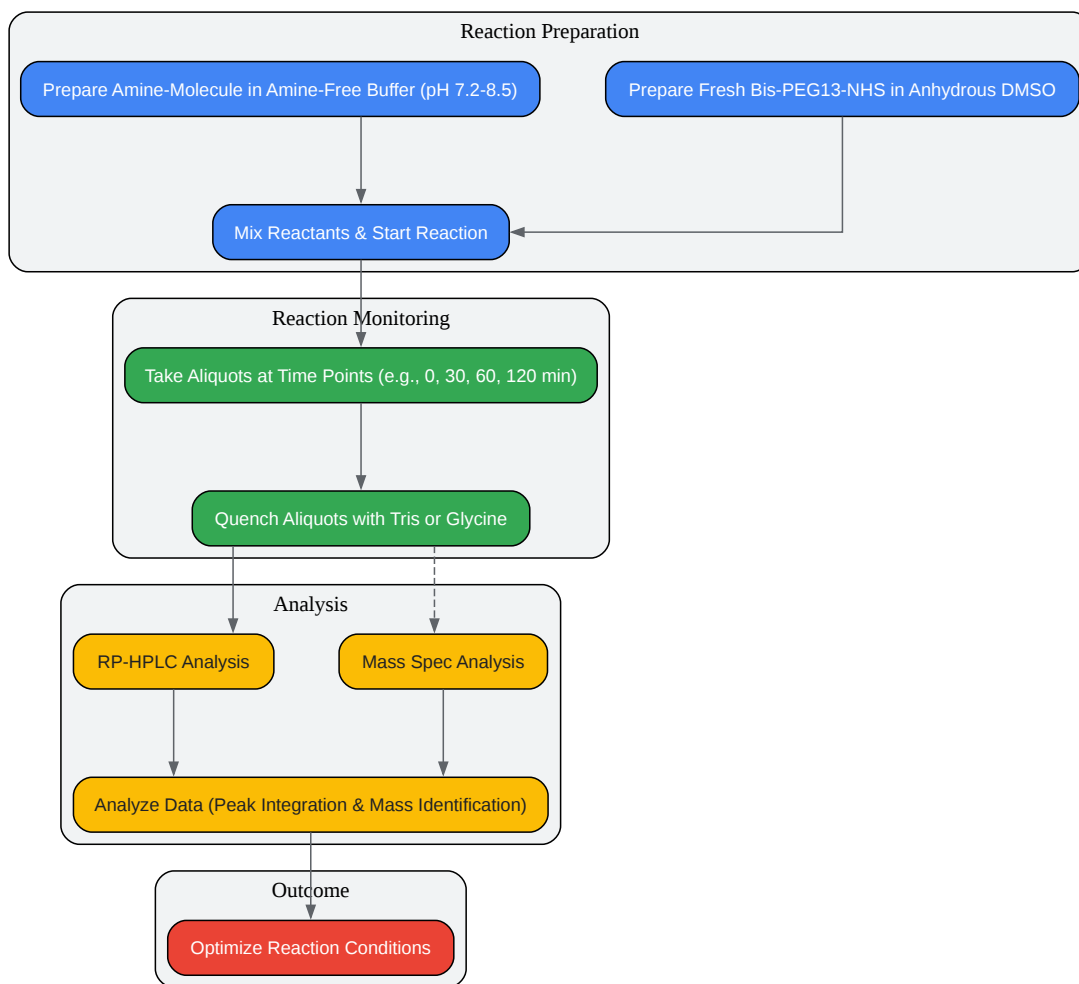 Reaction Preparation
Prepare Amine-Molecule in Amine-Free Buffer (pH 7.2-8.5)
Prepare Fresh Bis-PEG13-NHS in Anhydrous DMSO
Mix Reactants & Start Reaction
Reaction Monitoring
Take Aliquots at Time Points (e.g., 0, 30, 60, 120 min)
Quench Aliquots with Tris or Glycine
Analysis
RP-HPLC Analysis
Mass Spec Analysis
Analyze Data (Peak Integration & Mass Identification)
Outcome
Optimize Reaction Conditions